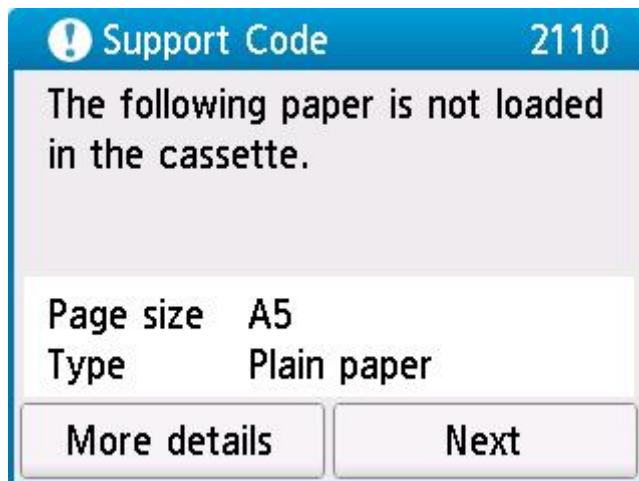 Support Code 2110
The following paper is not loaded
in the cassette.
Page size A5
Type Plain paper
More details Next